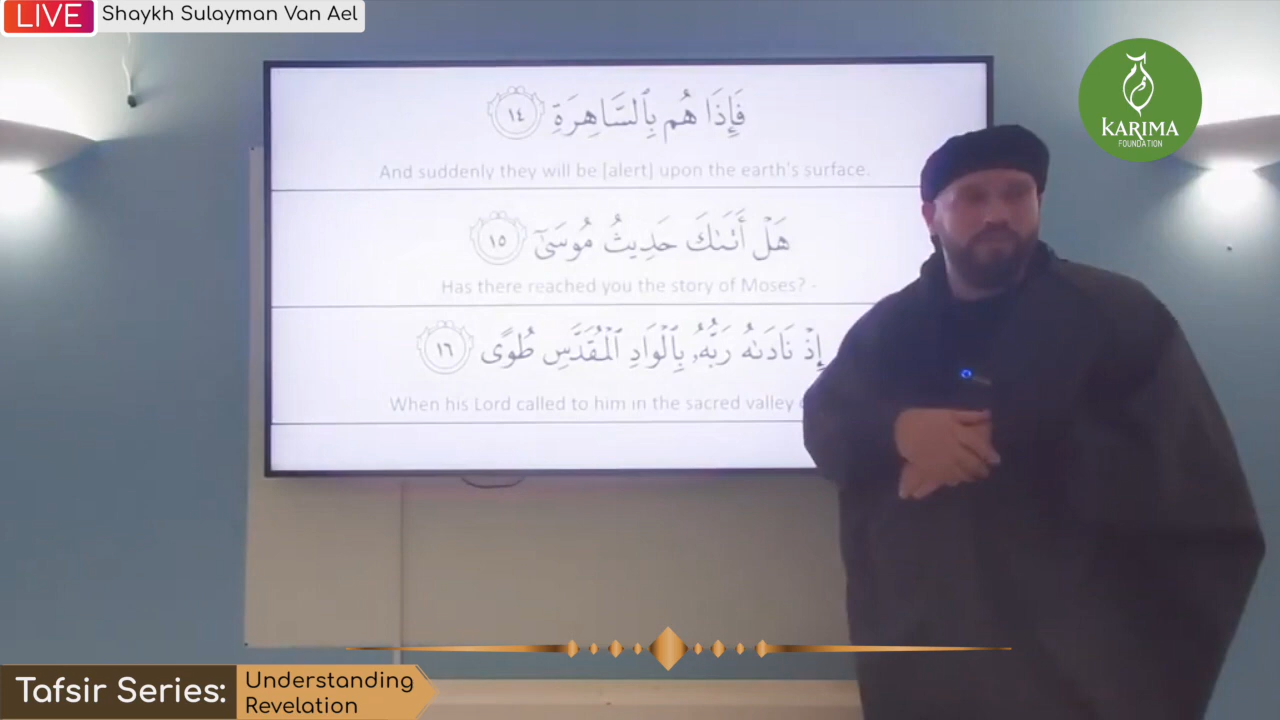 LIVE Shaykh Sulayman Van Ael
KARIMA
FOUNDATION
فَإِذَا هُم بِٱلسَّاهِرَةِ ١٤
And suddenly they will be [alert] upon the earth's surface.
هَلْ أَتَىٰكَ حَدِيثُ مُوسَىٰٓ ١٥
Has there reached you the story of Moses? -
إِذْ نَادَىٰهُ رَبُّهُۥ بِٱلْوَادِ ٱلْمُقَدَّسِ طُوًى ١٦
When his Lord called to him in the sacred valley
Tafsir Series:
Understanding
Revelation